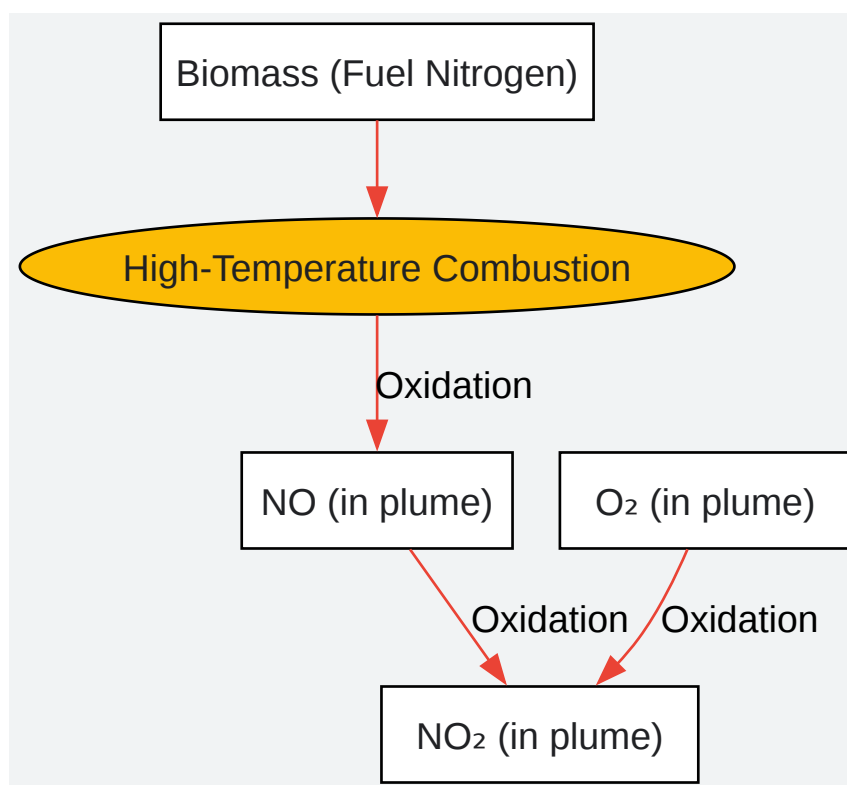 Biomass (Fuel Nitrogen)
High-Temperature Combustion
Oxidation
NO (in plume)
O₂ (in plume)
Oxidation
Oxidation
NO₂ (in plume)